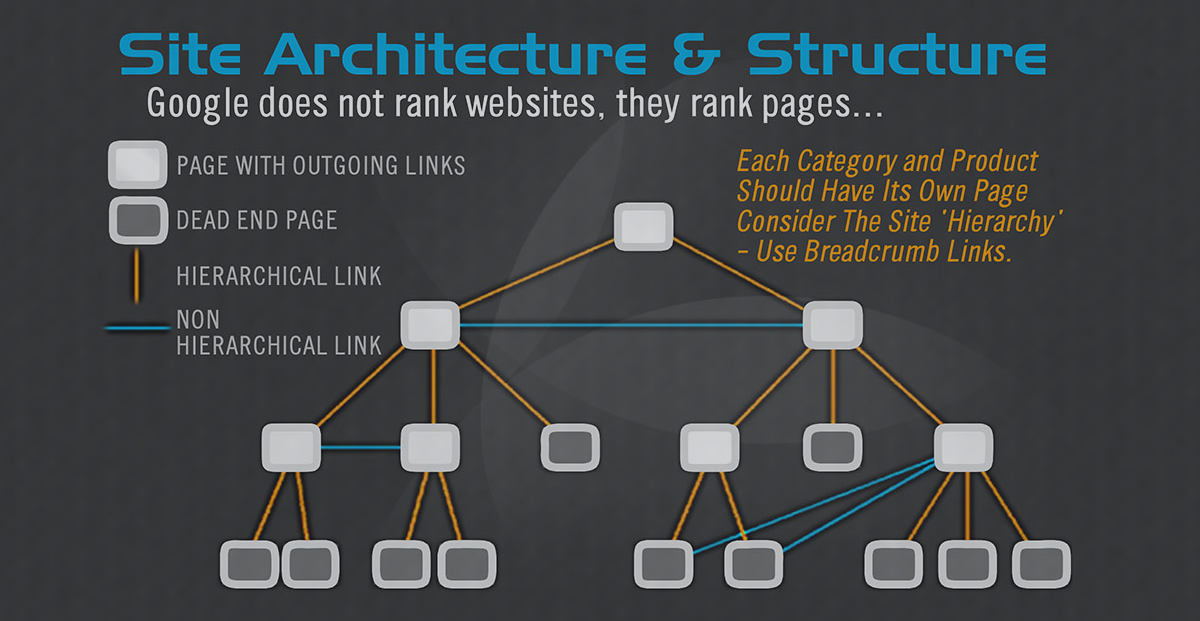 Site Architecture & Structure
Google does not rank websites, they rank pages...
PAGE WITH OUTGOING LINKS
DEAD END PAGE
HIERARCHICAL LINK
NON
HIERARCHICAL LINK
Each Category and Product
Should Have Its Own Page
Consider The Site 'Hierarchy'
- Use Breadcrumb Links.